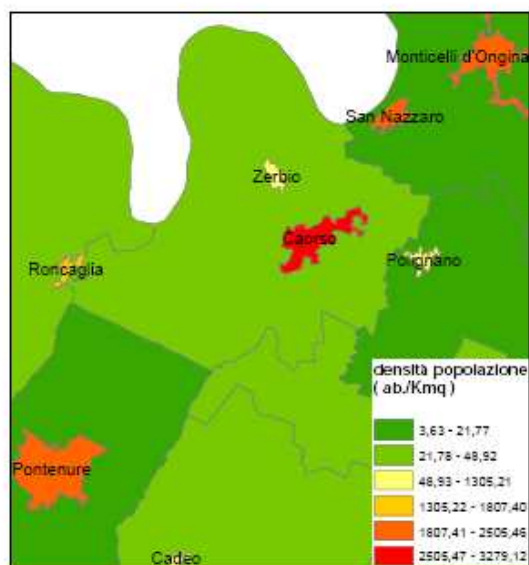 Monticelli d'Ongina
San Nazzaro
Zerbio
Caorso
Polignano
Roncaglia
Pontenure
Cadeo
densità popolazione
( ab./Kmq )
3,63 - 21,77
21,78 - 48,92
48,93 - 1305,21
1305,22 - 1807,40
1807,41 - 2505,46
2505,47 - 3279,12